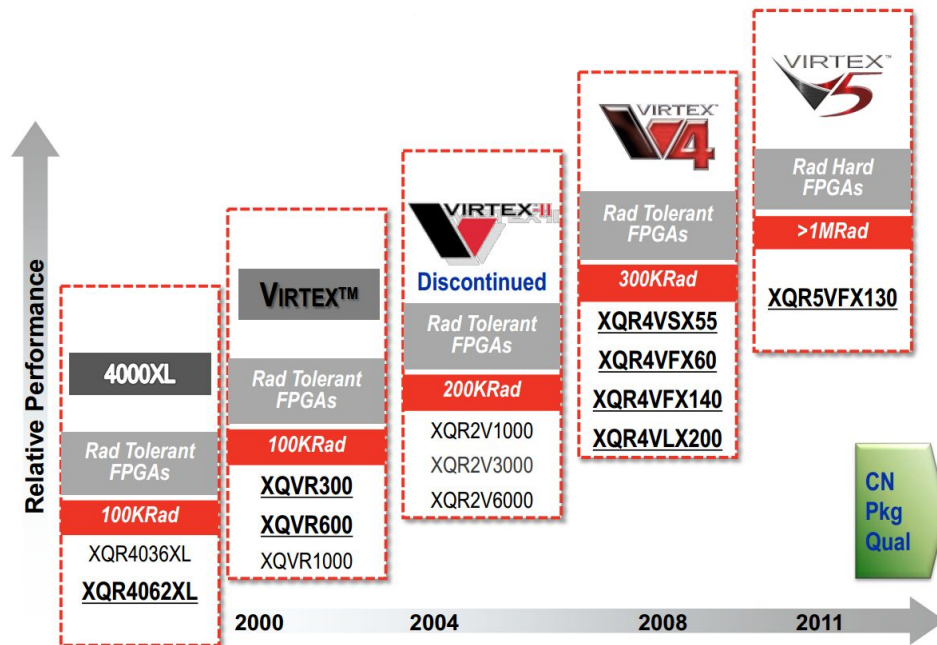 Relative Performance
4000XL
Rad Tolerant
FPGAs
100KRad
XQR4036XL
XQR4062XL
VIRTEX™
Rad Tolerant
FPGAs
100KRad
XQVR300
XQVR600
XQVR1000
VIRTEX-II
Discontinued
Rad Tolerant
FPGAs
200KRad
XQR2V1000
XQR2V3000
XQR2V6000
VIRTEX™
4
Rad Tolerant
FPGAs
300KRad
XQR4VSX55
XQR4VFX60
XQR4VFX140
XQR4VLX200
VIRTEX™
5
Rad Hard
FPGAs
>1MRad
XQR5VFX130
CN
Pkg
Qual
2000
2004
2008
2011